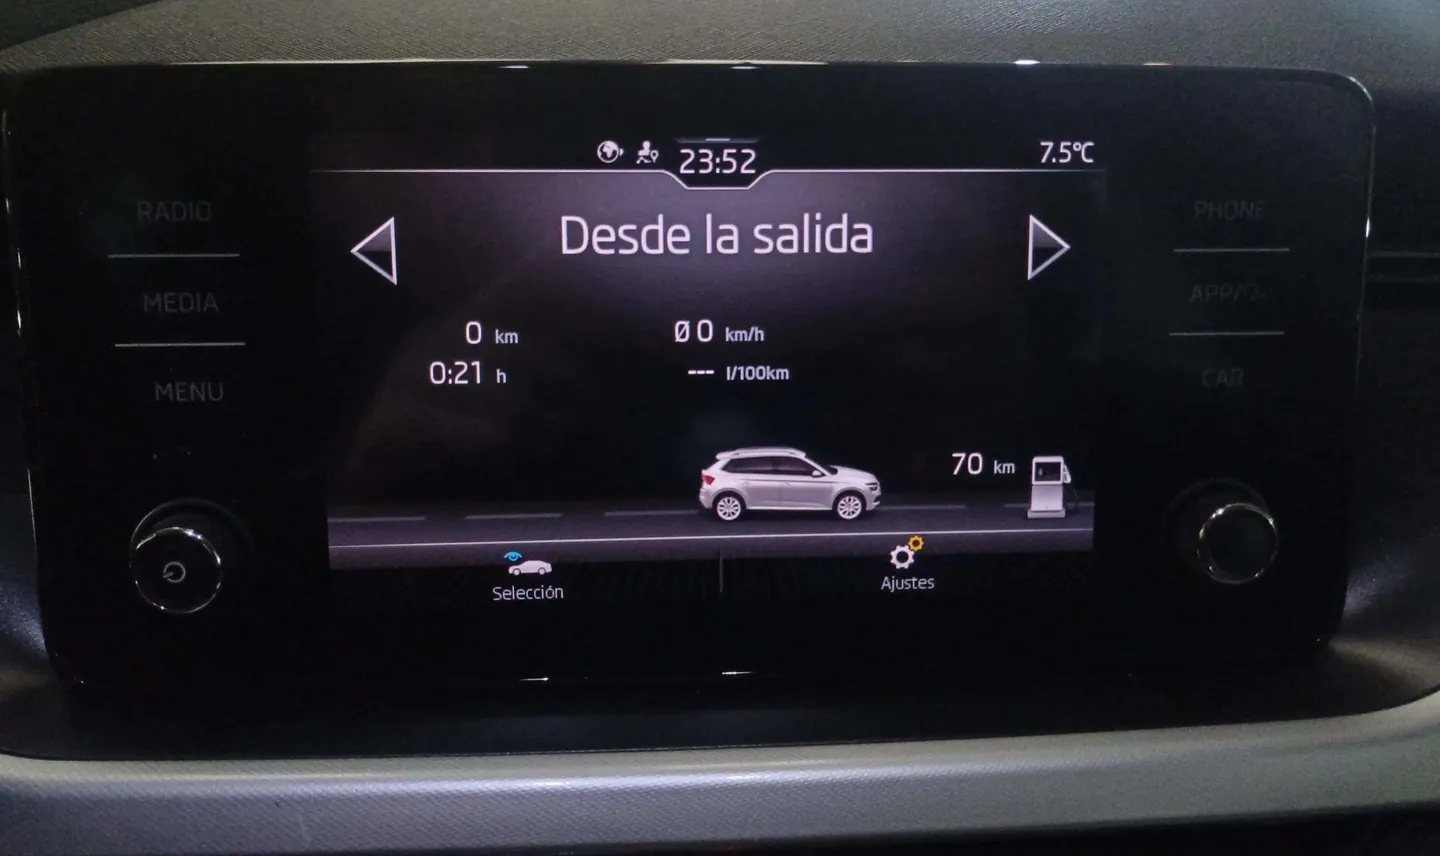 23:52
7.5°C
RADIO
PHONE
Desde la salida
MEDIA
0 km
Ø 0 km/h
0:21 h
--- l/100km
MENU
CAR
70 km
Selección
Ajustes